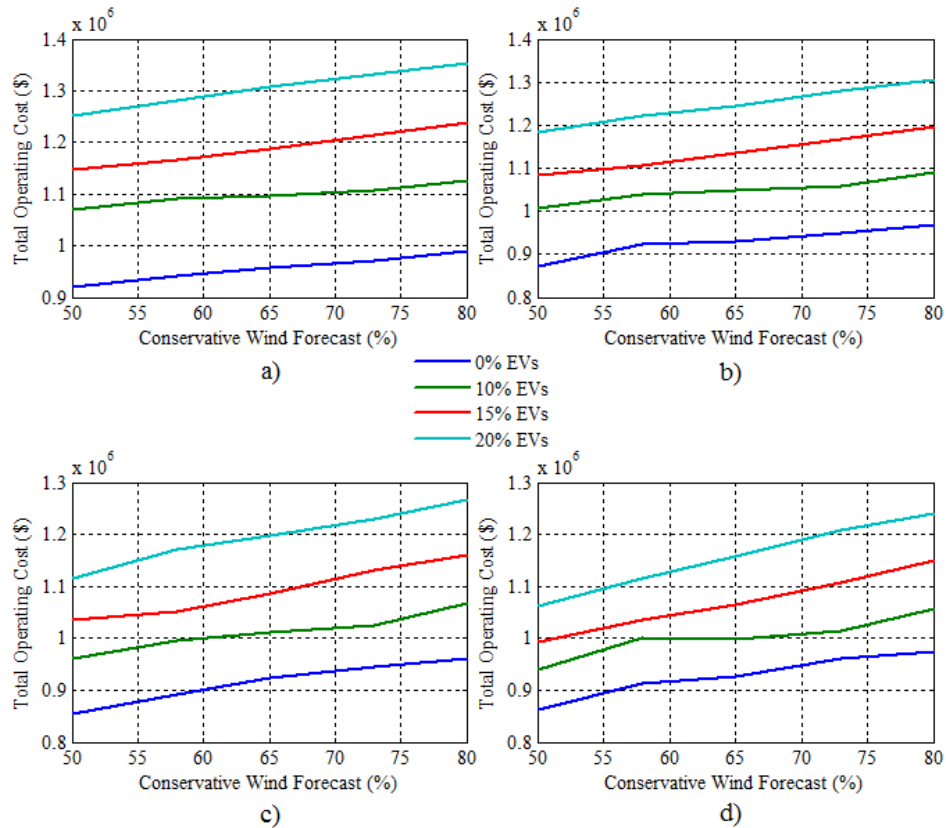 x 10^6
x 10^6
Total Operating Cost ($)
1.4
1.3
1.2
1.1
1
0.9
50 55 60 65 70 75 80
Conservative Wind Forecast (%)
a)
Total Operating Cost ($)
1.4
1.3
1.2
1.1
1
0.9
0.8
50 55 60 65 70 75 80
Conservative Wind Forecast (%)
b)
0% EVs
10% EVs
15% EVs
20% EVs
x 10^6
x 10^6
Total Operating Cost ($)
1.3
1.2
1.1
1
0.9
0.8
50 55 60 65 70 75 80
Conservative Wind Forecast (%)
c)
Total Operating Cost ($)
1.3
1.2
1.1
1
0.9
0.8
50 55 60 65 70 75 80
Conservative Wind Forecast (%)
d)